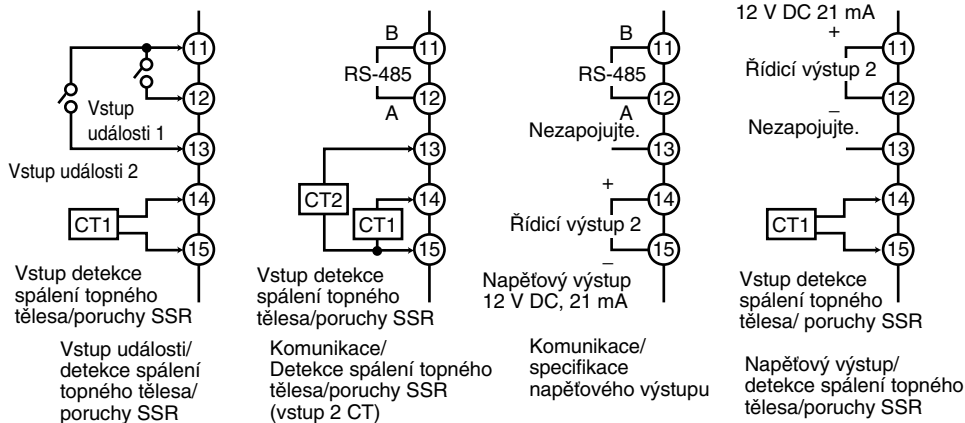 11
12
Vstup
události 1
13
Vstup události 2
14
CT1
15
Vstup detekce
spálení topného
tělesa/poruchy SSR
Vstup události/
detekce spálení
topného tělesa/
poruchy SSR
B
11
RS-485
12
A
13
CT2
14
CT1
15
Vstup detekce
spálení topného
tělesa/poruchy SSR
Komunikace/
Detekce spálení topného
tělesa/poruchy SSR
(vstup 2 CT)
B
11
RS-485
12
A
Nezapojujte.
13
+
14
Řídicí výstup 2
15
–
Napěťový výstup
12 V DC, 21 mA
Komunikace/
specifikace
napěťového výstupu
12 V DC 21 mA
+
11
Řídicí výstup 2
12
–
Nezapojujte.
13
14
CT1
15
Vstup detekce
spálení topného
tělesa/ poruchy SSR
Napěťový výstup/
detekce spálení topného
tělesa/poruchy SSR